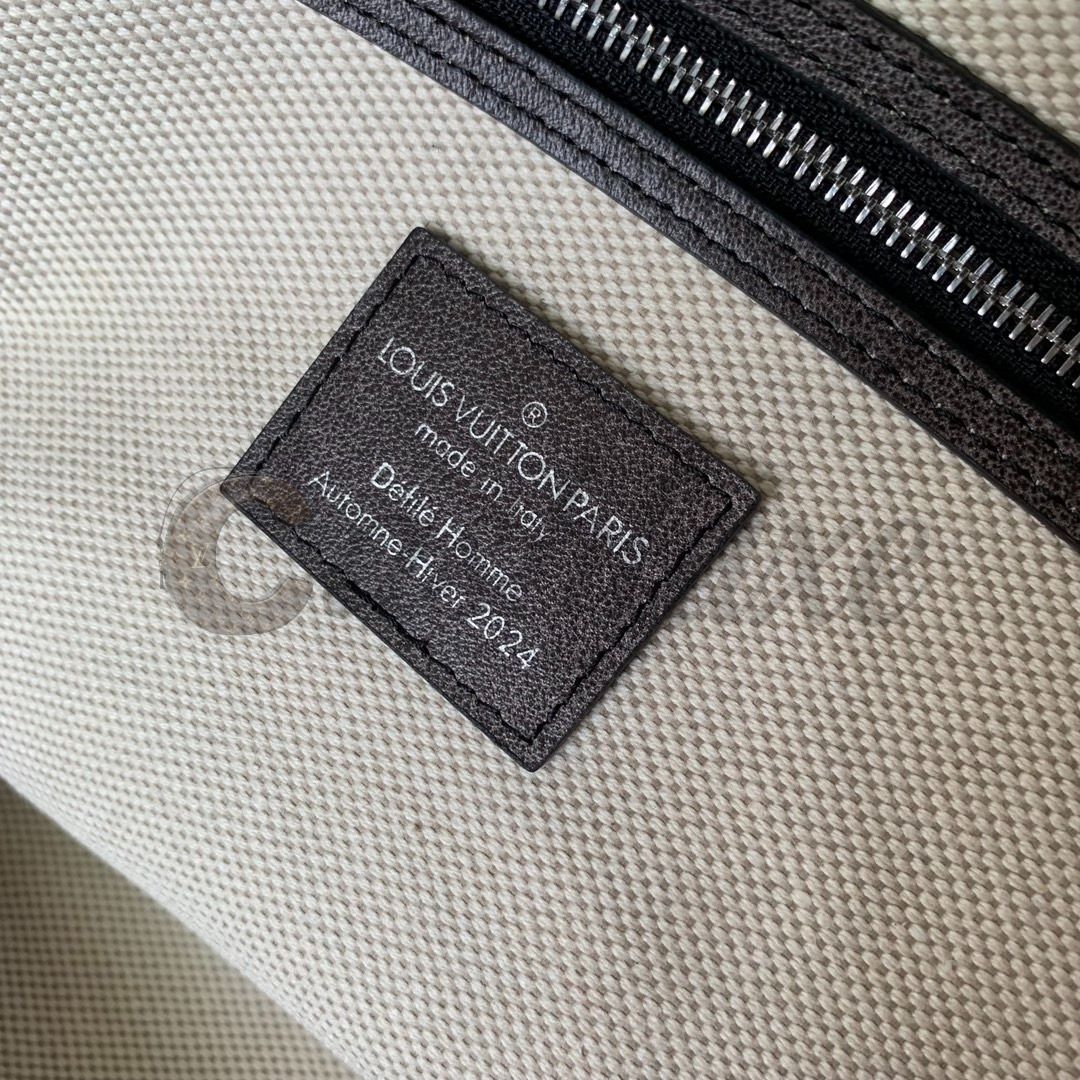 ®
LOUIS VUITTON PARIS
made in Italy
Defilé Homme
Automne Hiver 2024